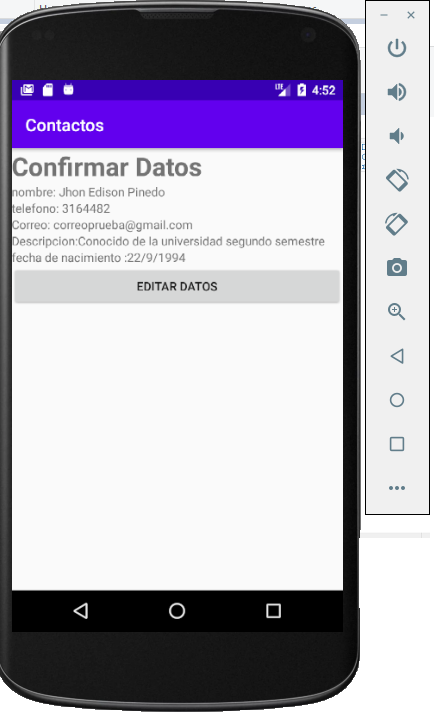 LTE 4:52
Contactos
Confirmar Datos
nombre: Jhon Edison Pinedo
telefono: 3164482
Correo: correoprueba@gmail.com
Descripcion:Conocido de la universidad segundo semestre
fecha de nacimiento :22/9/1994
EDITAR DATOS